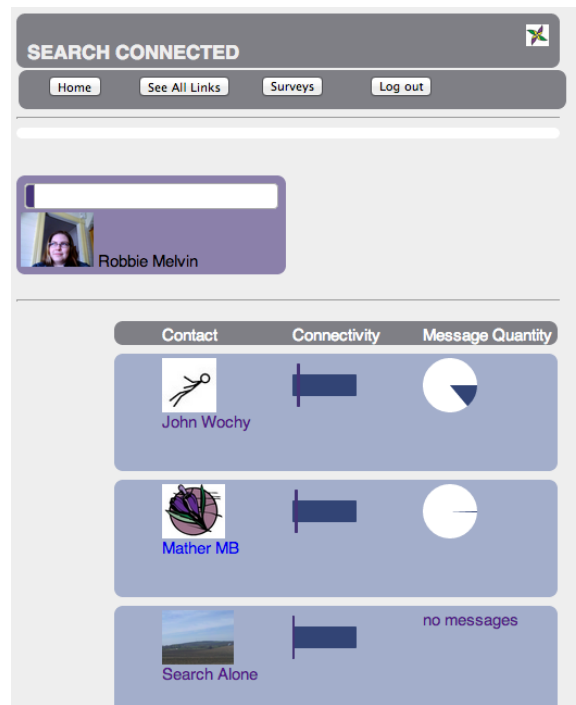 SEARCH CONNECTED
Home See All Links Surveys Log out
Robbie Melvin
Contact Connectivity Message Quantity
John Wochy
Mather MB
no messages
Search Alone